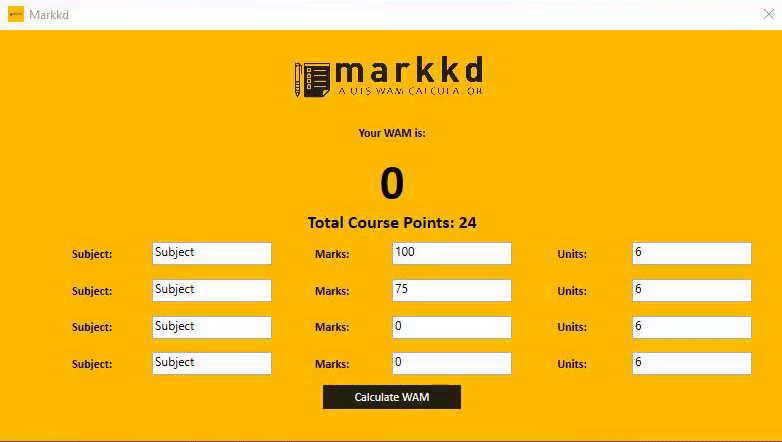 Markkd
markkd
A UTS WAM CALCULATOR
Your WAM is:
0
Total Course Points: 24
Subject: Subject Marks: 100 Units: 6
Subject: Subject Marks: 75 Units: 6
Subject: Subject Marks: 0 Units: 6
Subject: Subject Marks: 0 Units: 6
Calculate WAM